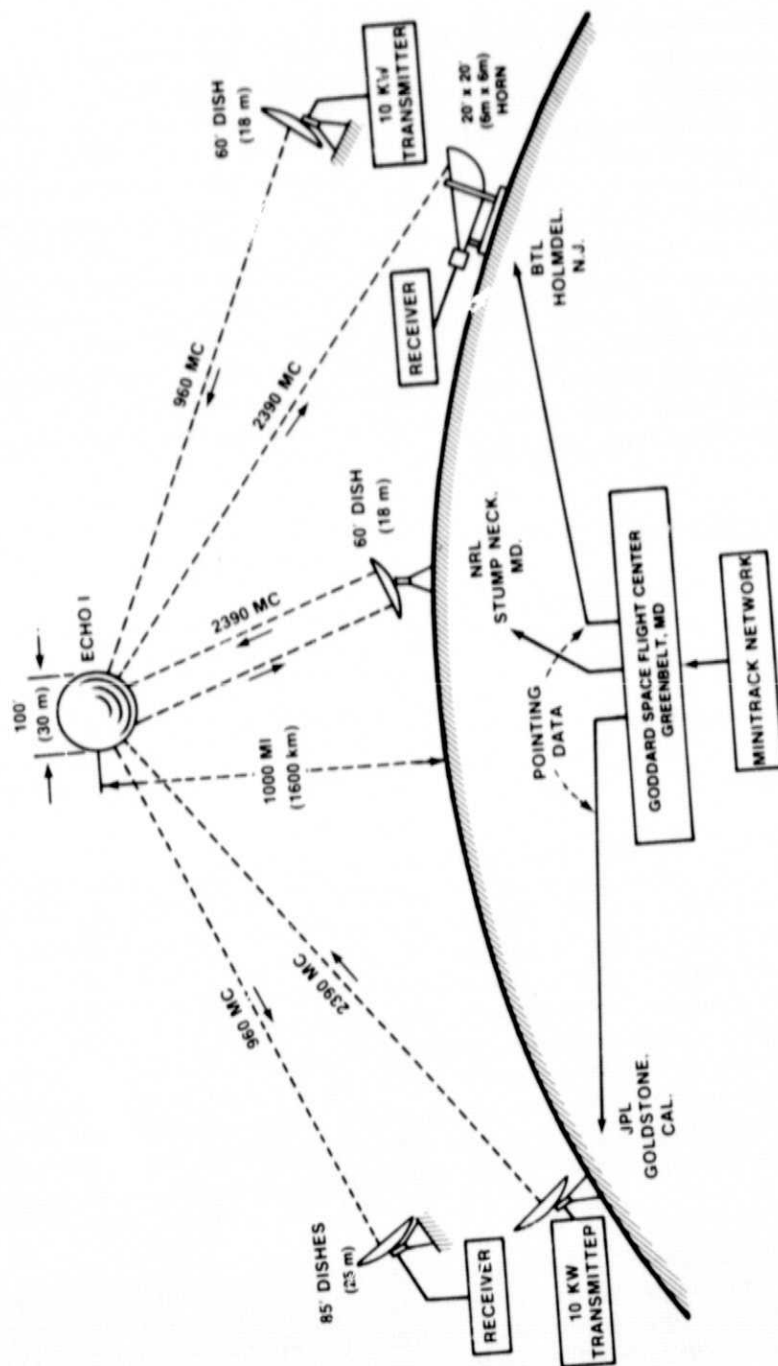 100'
(30 m)
ECHO I
960 MC
2390 MC
60' DISH
(18 m)
10 KW
TRANSMITTER
20' x 20'
(6m x 6m)
HORN
RECEIVER
BTL
HOLMDEL.
N.J.
2390 MC
60' DISH
(18 m)
NRL
STUMP NECK.
MD.
1000 MI
(1600 km)
960 MC
2390 MC
85' DISHES
(25 m)
RECEIVER
10 KW
TRANSMITTEP
JPL
GOLDSTONE.
CAL.
POINTING
DATA
GODDARD SPACE FLIGHT CENTER
GREENBELT, MD
MINITRACK NETWORK